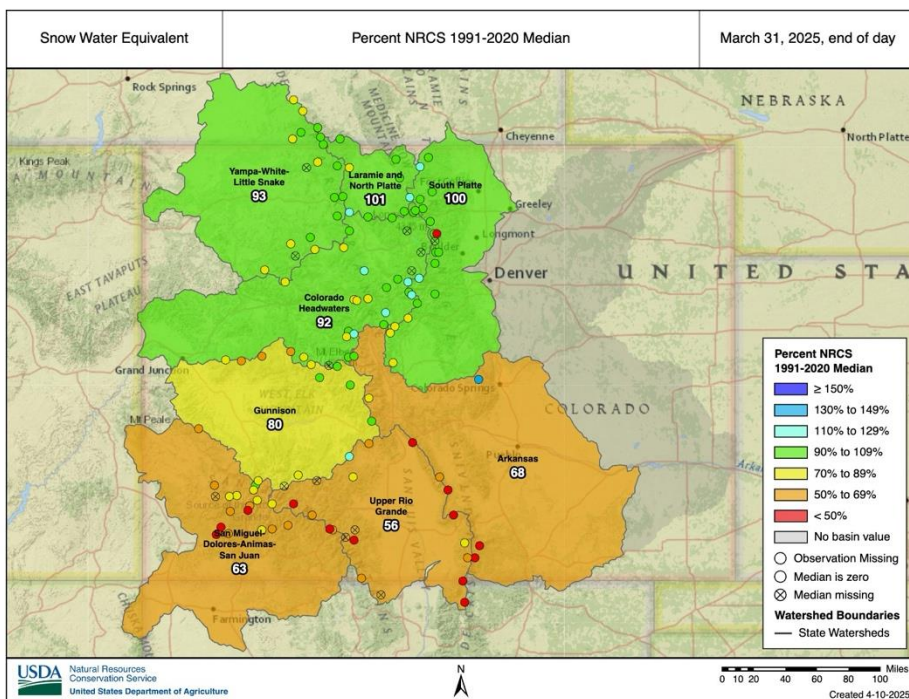 Snow Water Equivalent
Percent NRCS 1991-2020 Median
March 31, 2025, end of day
Rock Springs
NEBRASKA
MEDICINE
Cheyenne
North Platte
Kings Peak
Yampa-White-
Little Snake
93
Laramie and
North Platte
101
South Platte
100
Greeley
Longmont
EAST TAVAPUTS
PLATEAU
Denver
UNITED STA
Colorado
Headwaters
92
Grand Junction
Colorado Springs
COLORADO
Mt Peale
Gunnison
80
Arkansas
68
Upper Rio
Grande
56
San Miguel-
Dolores-Animas-
San Juan
63
Farmington
Percent NRCS
1991-2020 Median
≥ 150%
130% to 149%
110% to 129%
90% to 109%
70% to 89%
50% to 69%
< 50%
No basin value
Observation Missing
Median is zero
Median missing
Watershed Boundaries
State Watersheds
USDA
Natural Resources
Conservation Service
United States Department of Agriculture
N
Miles
0 10 20 40 60 80 100
Created 4-10-2025